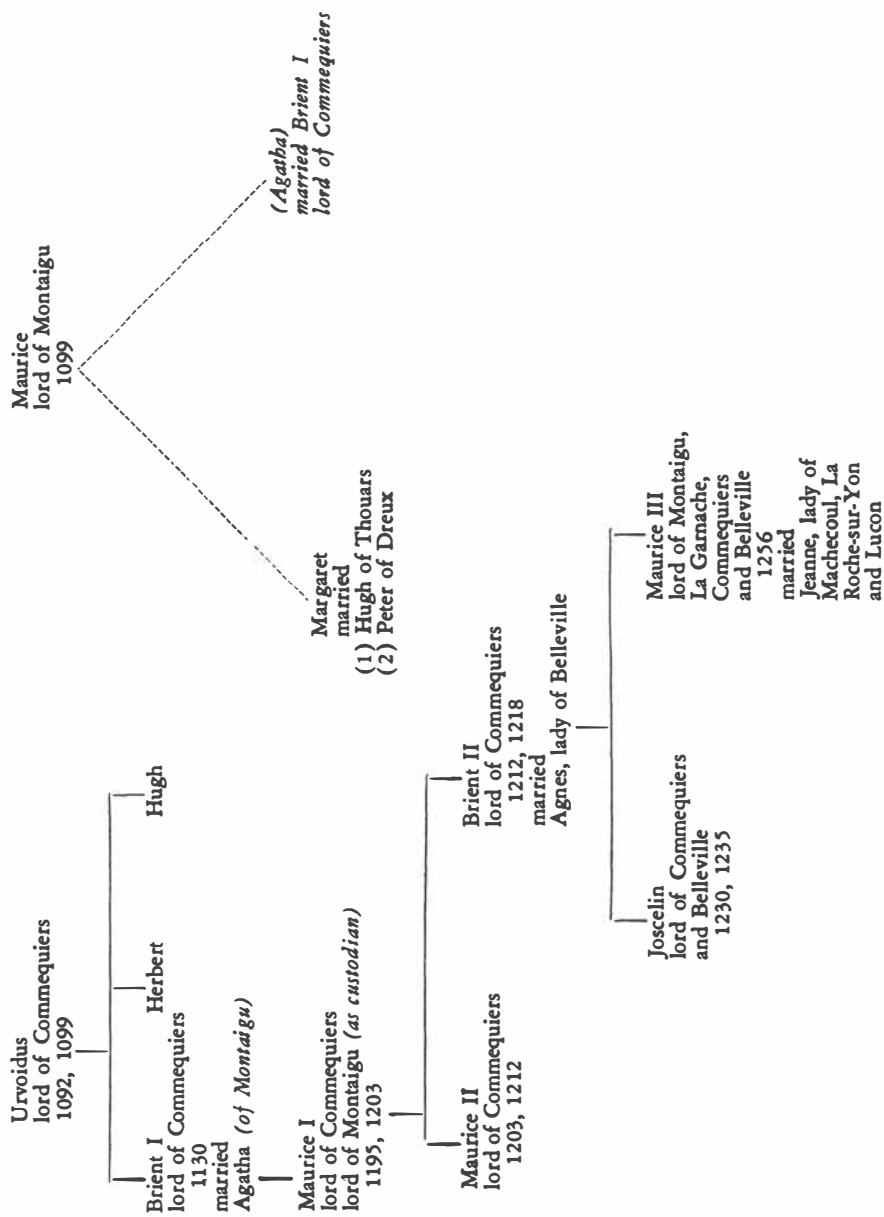 Urvoidus
lord of Commequiers
1092, 1099
Brient I
lord of Commequiers
1130
married
Agatha (of Montaigu)
Herbert
Hugh
Maurice I
lord of Commequiers
lord of Montaigu (as custodian)
1195, 1203
Maurice II
lord of Commequiers
1203, 1212
Brient II
lord of Commequiers
1212, 1218
married
Agnes, lady of Belleville
Joscelin
lord of Commequiers
and Belleville
1230, 1235
Maurice III
lord of Montaigu,
La Garnache,
Commequiers
and Belleville
1256
married
Jeanne, lady of
Machecoul, La
Roche-sur-Yon
and Lucon
Maurice
lord of Montaigu
1099
Margaret
married
(1) Hugh of Thouars
(2) Peter of Dreux
(Agatha)
married Brient I
lord of Commequiers